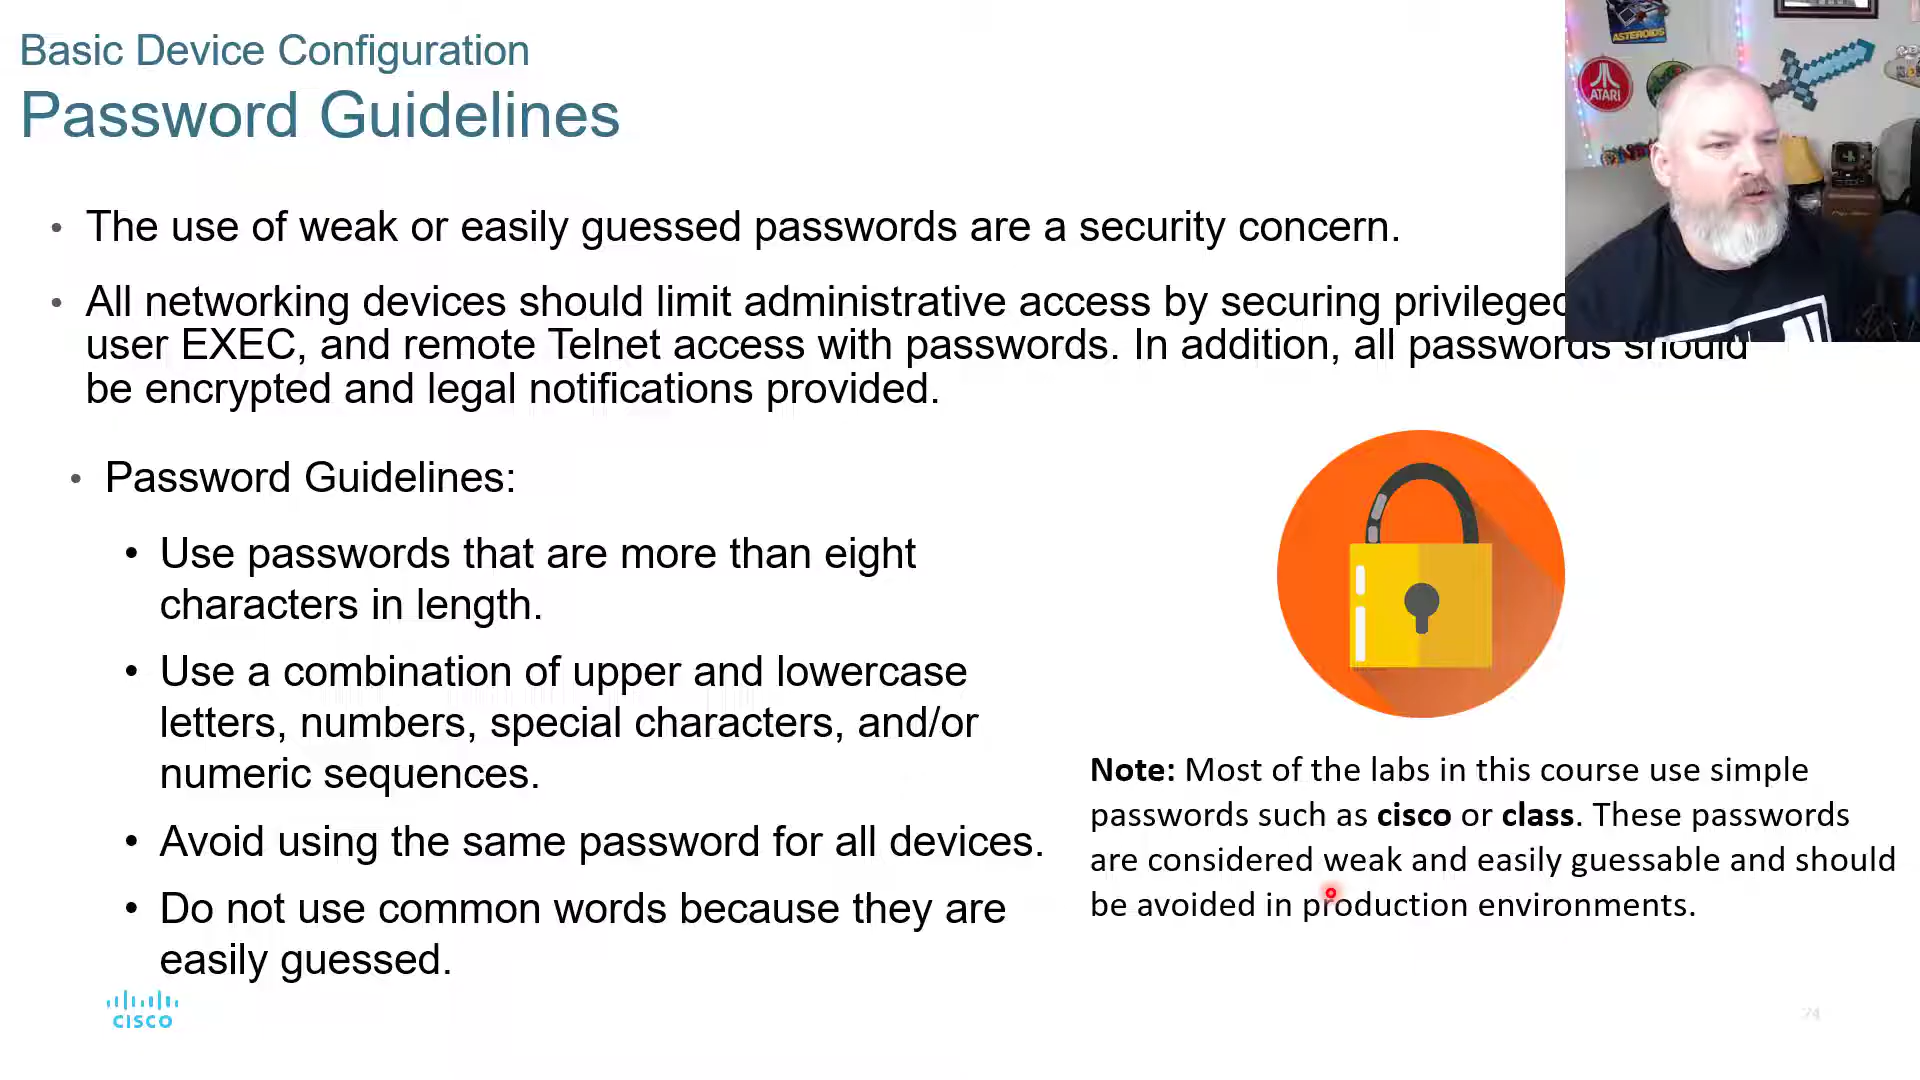 Basic Device Configuration
Password Guidelines
ASTEROIDS
ATARI
• The use of weak or easily guessed passwords are a security concern.
• All networking devices should limit administrative access by securing privileged
user EXEC, and remote Telnet access with passwords. In addition, all passwords should
be encrypted and legal notifications provided.
• Password Guidelines:
• Use passwords that are more than eight
characters in length.
• Use a combination of upper and lowercase
letters, numbers, special characters, and/or
numeric sequences.
• Avoid using the same password for all devices.
• Do not use common words because they are
easily guessed.
Note: Most of the labs in this course use simple
passwords such as cisco or class. These passwords
are considered weak and easily guessable and should
be avoided in production environments.
CISCO
24